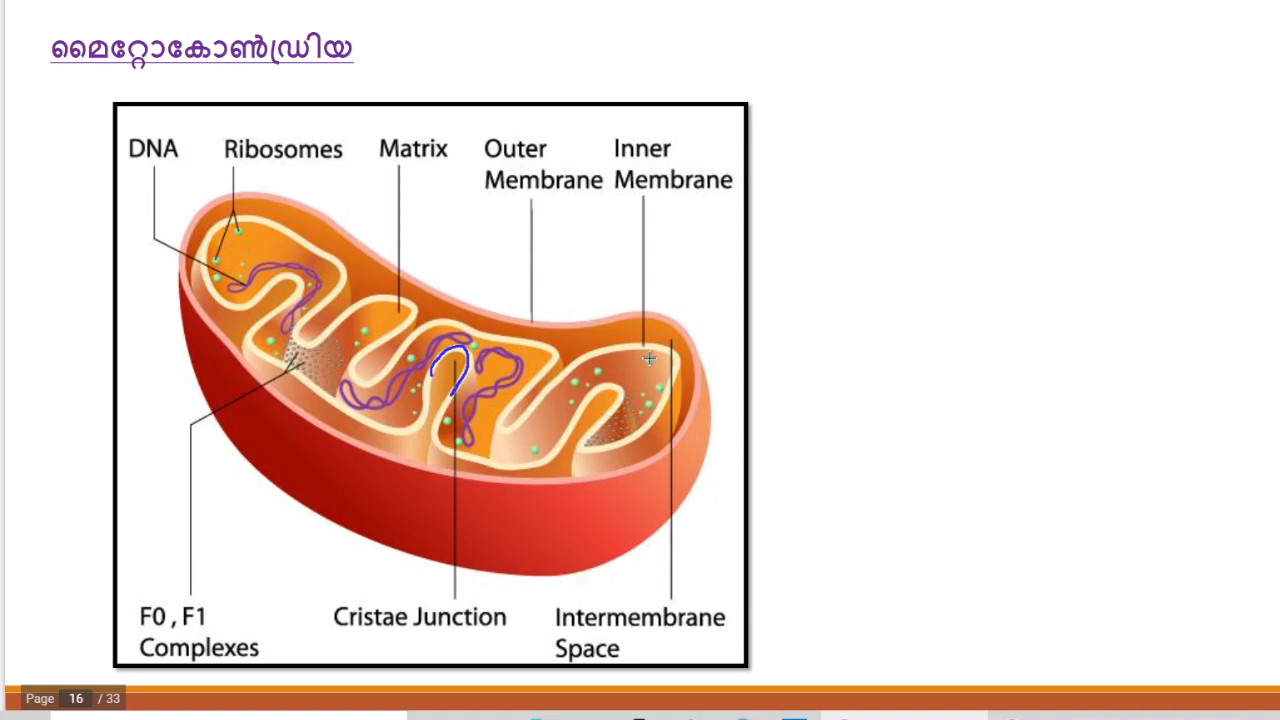 മൈറ്റോകോൺഡ്രിയ
DNA Ribosomes Matrix Outer Membrane Inner Membrane
F0 , F1 Complexes Cristae Junction Intermembrane Space
Page 16 / 33